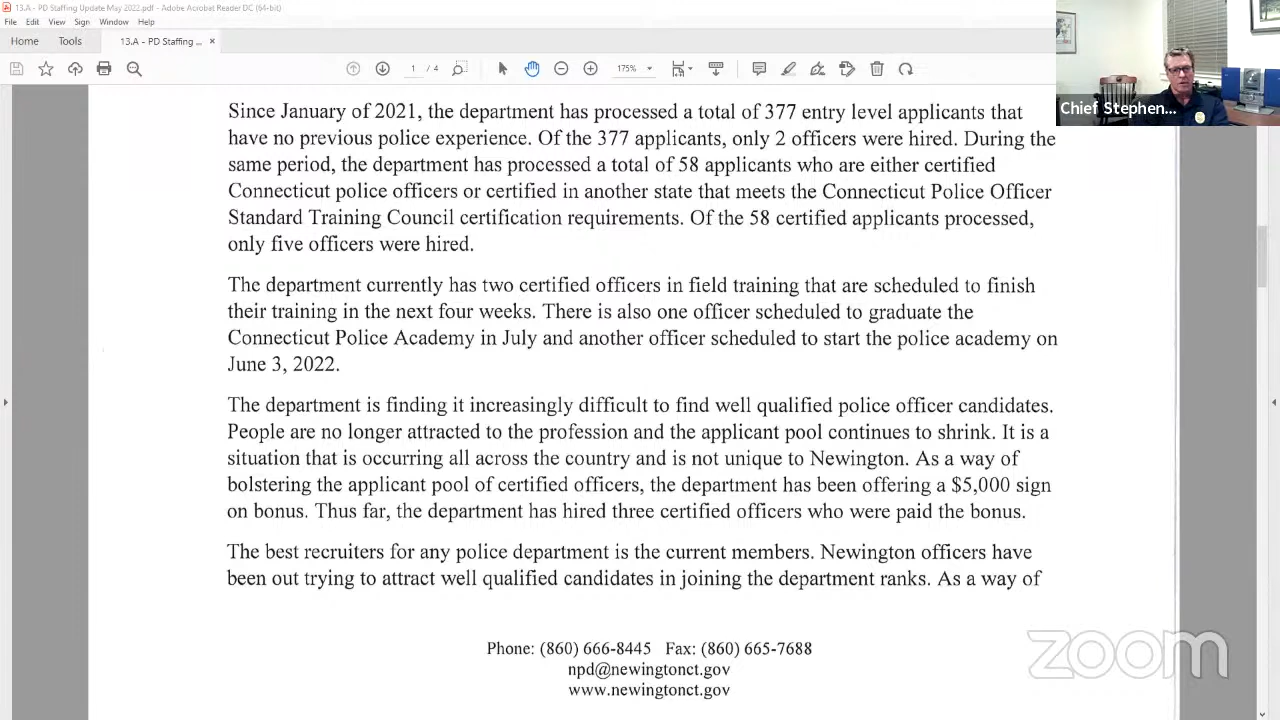 13.A - PD Staffing Update May 2022.pdf - Adobe Acrobat Reader DC (64-bit)
File Edit View Sign Window Help
Home Tools 13.A - PD Staffing ... ×
1 4 175%
Chief Stephen...
Since January of 2021, the department has processed a total of 377 entry level applicants that
have no previous police experience. Of the 377 applicants, only 2 officers were hired. During the
same period, the department has processed a total of 58 applicants who are either certified
Connecticut police officers or certified in another state that meets the Connecticut Police Officer
Standard Training Council certification requirements. Of the 58 certified applicants processed,
only five officers were hired.
The department currently has two certified officers in field training that are scheduled to finish
their training in the next four weeks. There is also one officer scheduled to graduate the
Connecticut Police Academy in July and another officer scheduled to start the police academy on
June 3, 2022.
The department is finding it increasingly difficult to find well qualified police officer candidates.
People are no longer attracted to the profession and the applicant pool continues to shrink. It is a
situation that is occurring all across the country and is not unique to Newington. As a way of
bolstering the applicant pool of certified officers, the department has been offering a $5,000 sign
on bonus. Thus far, the department has hired three certified officers who were paid the bonus.
The best recruiters for any police department is the current members. Newington officers have
been out trying to attract well qualified candidates in joining the department ranks. As a way of
Phone: (860) 666-8445 Fax: (860) 665-7688
npd@newingtonct.gov
www.newingtonct.gov
zoom